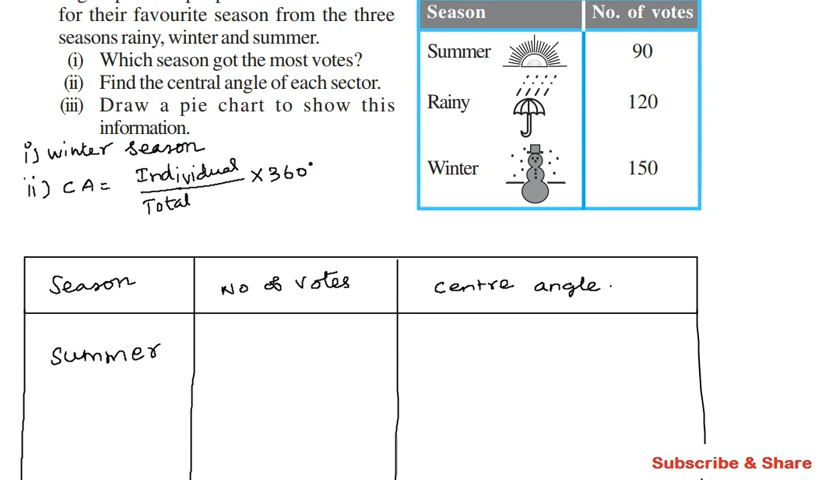 for their favourite season from the three
seasons rainy, winter and summer.
(i) Which season got the most votes?
(ii) Find the central angle of each sector.
(iii) Draw a pie chart to show this
information.
Season No. of votes
Summer 90
Rainy 120
Winter 150
i) Winter season
ii) CA = Individual × 360°
Total
Season No of votes Centre angle.
Summer
Subscribe & Share